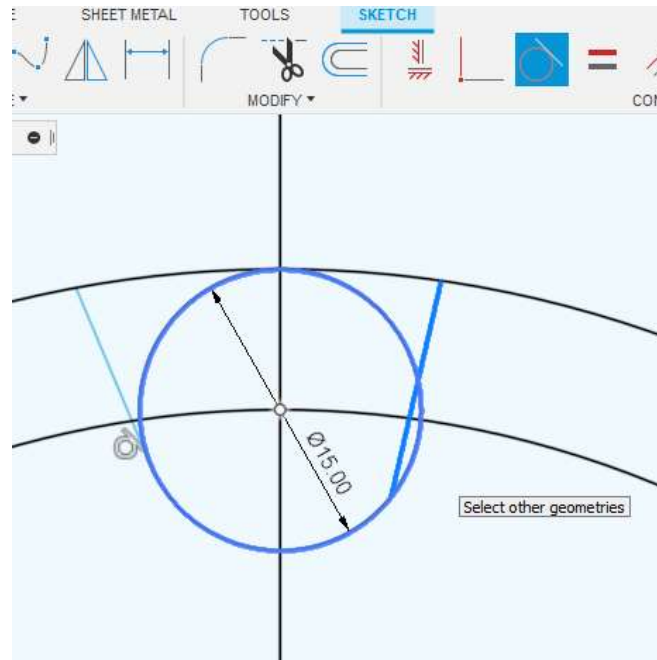 SHEET METAL TOOLS SKETCH
MODIFY ▾ CON
Ø15.00
Select other geometries